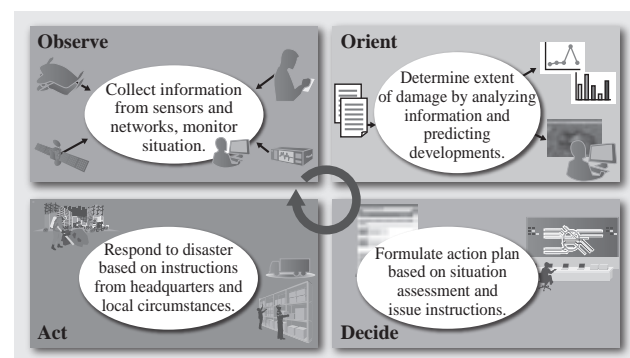 Observe
Collect information
from sensors and
networks, monitor
situation.
Orient
Determine extent
of damage by analyzing
information and
predicting
developments.
Respond to disaster
based on instructions
from headquarters and
local circumstances.
Act
Formulate action plan
based on situation
assessment and
issue instructions.
Decide